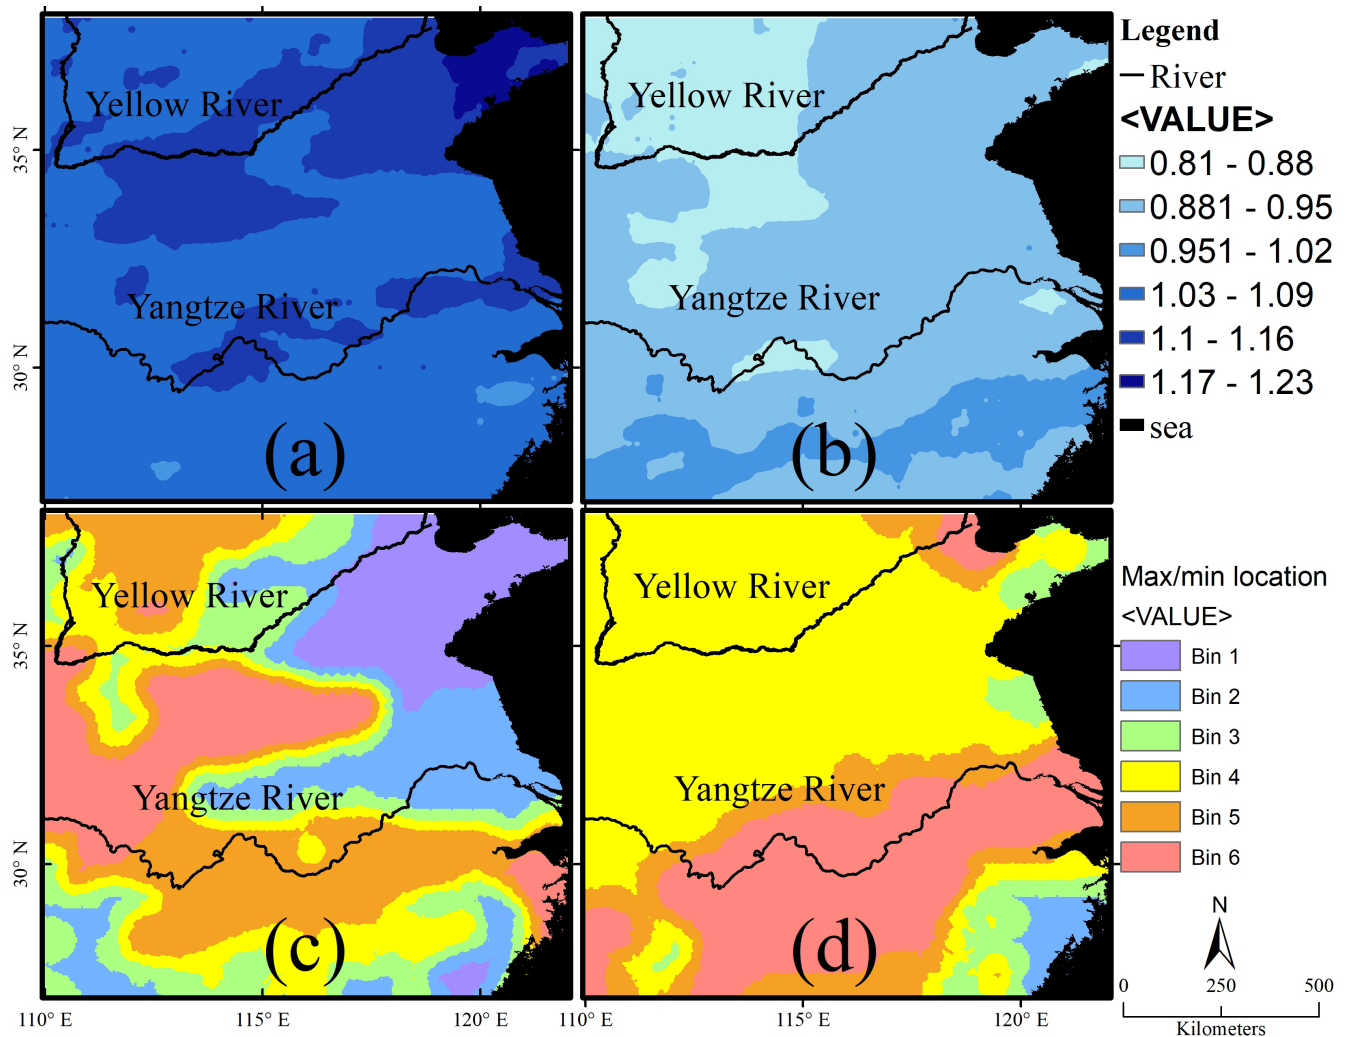 Yellow River
Yangtze River
(a)
35° N
30° N
Yellow River
Yangtze River
(b)
Legend
River
<VALUE>
0.81 - 0.88
0.881 - 0.95
0.951 - 1.02
1.03 - 1.09
1.1 - 1.16
1.17 - 1.23
sea
Yellow River
Yangtze River
(c)
35° N
30° N
110° E
115° E
120° E
Yellow River
Yangtze River
(d)
110° E
115° E
120° E
Max/min location
<VALUE>
Bin 1
Bin 2
Bin 3
Bin 4
Bin 5
Bin 6
N
0 250 500
Kilometers